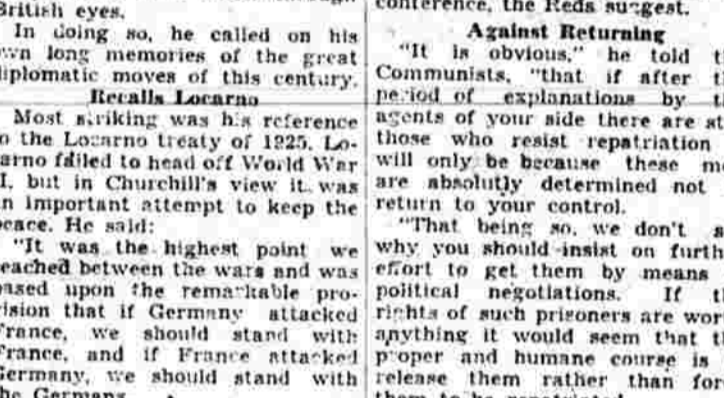 British eyes.
In doing so, he called on his
own long memories of the great
diplomatic moves of this century.
Recalls Locarno
Most striking was his reference
to the Locarno treaty of 1925. Lo-
carno failed to head off World War
II, but in Churchill's view it was
an important attempt to keep the
peace. He said:
"It was the highest point we
reached between the wars and was
based upon the remarkable pro-
vision that if Germany attacked
France, we should stand with
France, and if France attacked
Germany, we should stand with
the Germans.
conference, the Reds suggest.
Against Returning
"It is obvious," he told
Communists, "that if after
period of explanations by
agents of your side there are
those who resist repatriation
will only be because these
are absolutly determined not
return to your control.
"That being so, we don't
why you should insist on
effort to get them by means
political negotiations. If
rights of such prisoners are
anything it would seem that
proper and humane course is
release them rather than
them to be repatriated